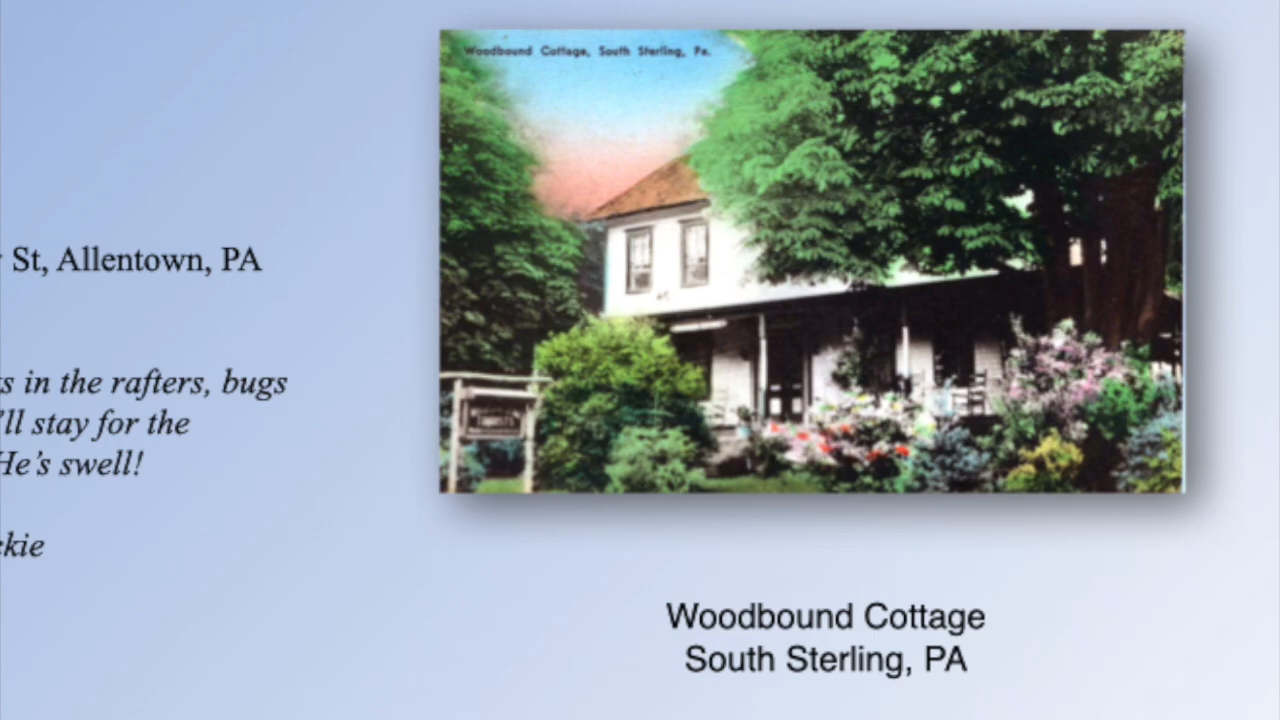 Woodbound Cottage, South Sterling, Pa.
St, Allentown, PA
in the rafters, bugs
'll stay for the
He's swell!
Woodbound Cottage
South Sterling, PA